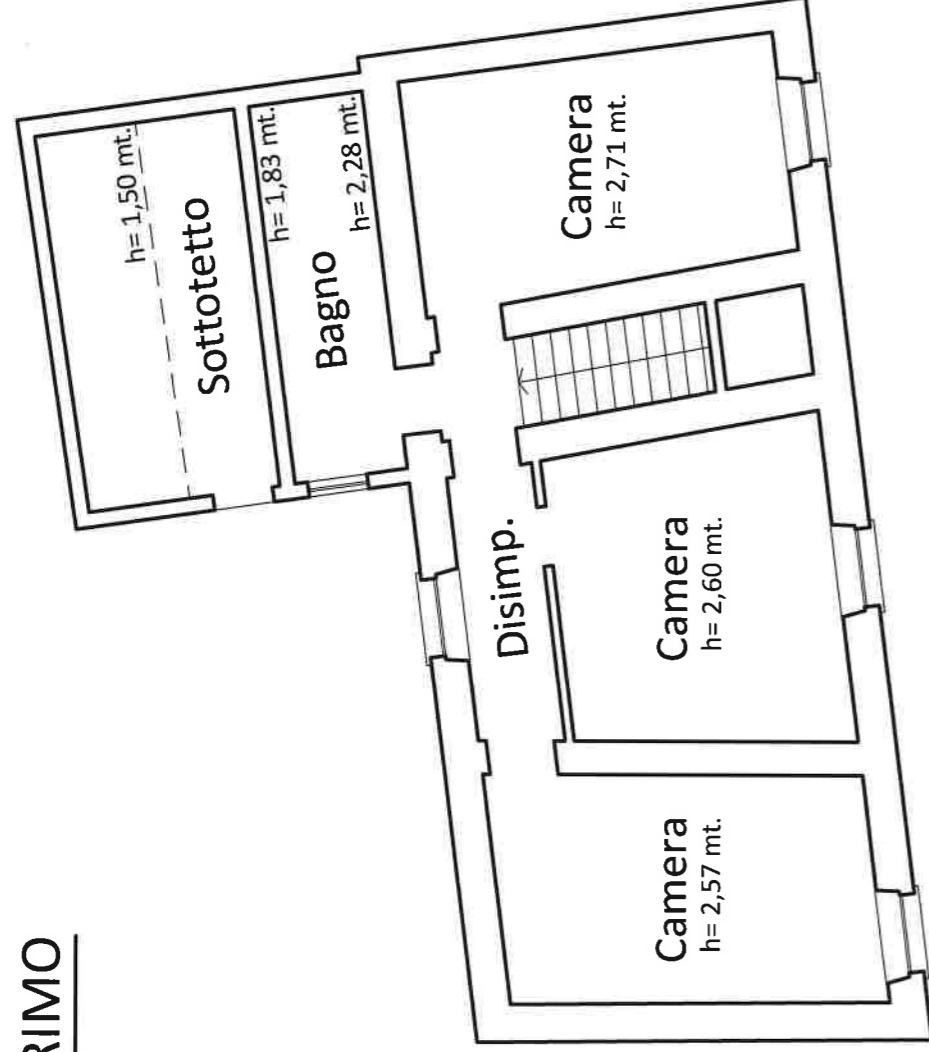 RIMO
h= 1,50 mt.
Sottotetto
h= 1,83 mt.
Bagno
h= 2,28 mt.
Disimp.
Camera
h= 2,57 mt.
Camera
h= 2,60 mt.
Camera
h= 2,71 mt.